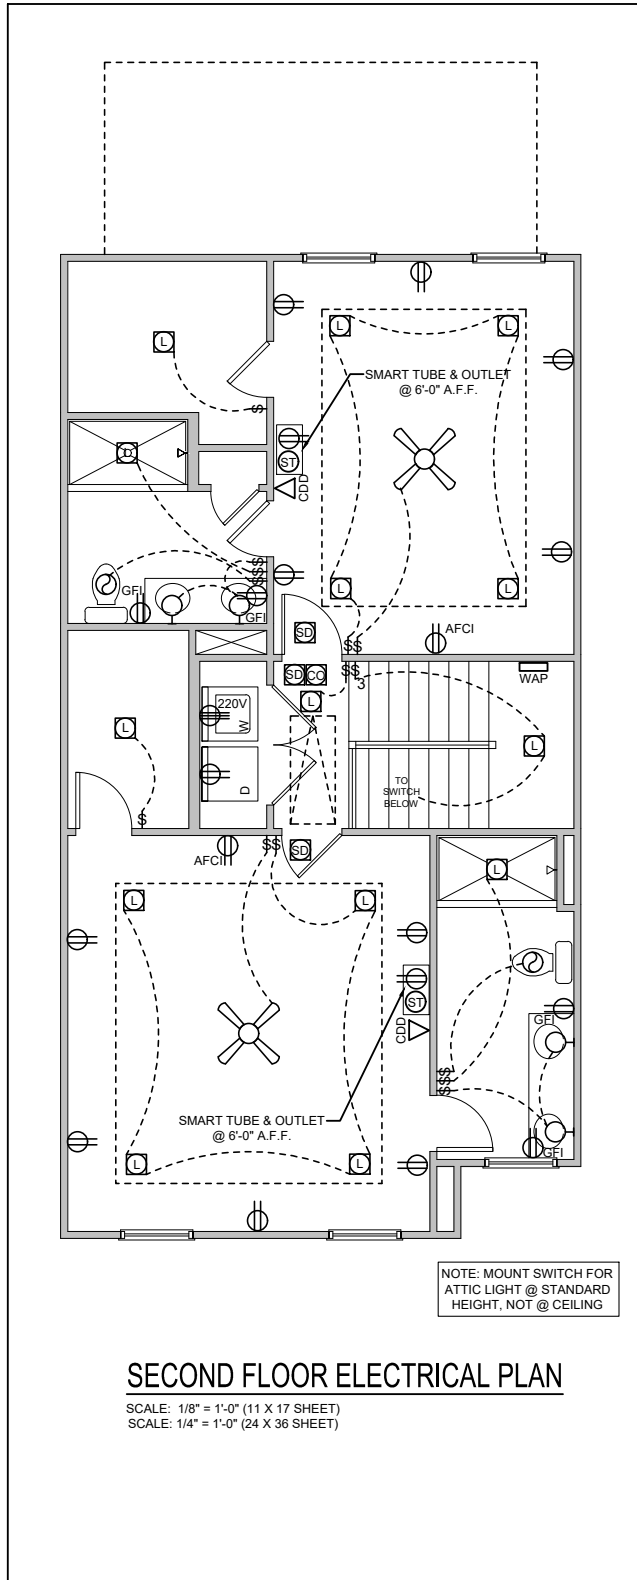 L
L
L
SMART TUBE & OUTLET
@ 6'-0" A.F.F.
$
L
ST
CDD
$
$
$
GFI
GFI
L
L
AFCI
SD
$$
SD
CO
$$
3
WAP
L
220V
W
L
L
D
TO
SWITCH
BELOW
$
$$
SD
AFCI
L
L
L
ST
GFI
CDD
$
$
$
SMART TUBE & OUTLET
@ 6'-0" A.F.F.
GFI
L
L
NOTE: MOUNT SWITCH FOR
ATTIC LIGHT @ STANDARD
HEIGHT, NOT @ CEILING
SECOND FLOOR ELECTRICAL PLAN
SCALE: 1/8" = 1'-0" (11 X 17 SHEET)
SCALE: 1/4" = 1'-0" (24 X 36 SHEET)